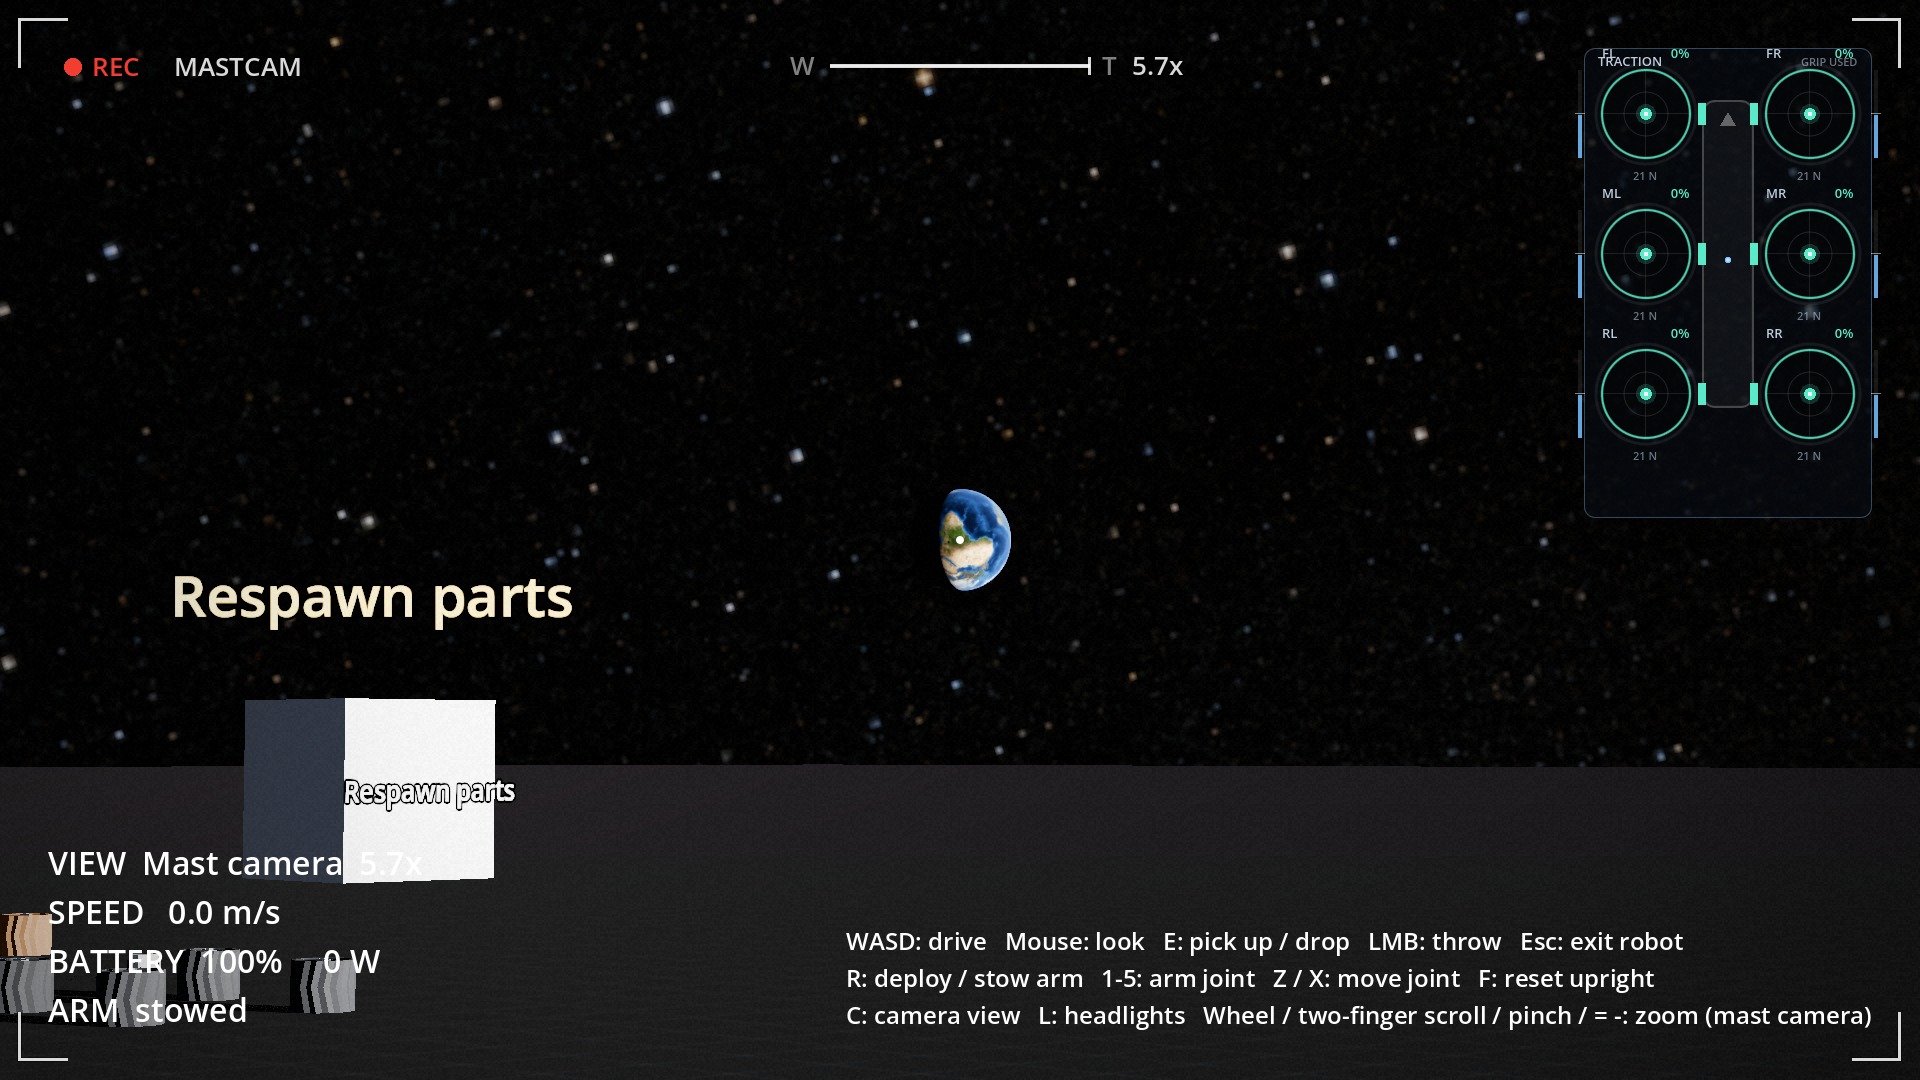 REC MASTCAM
W T 5.7x
TRACTION GRIP USED
FL 0% FR 0%
21 N 21 N
ML 0% MR 0%
21 N 21 N
RL 0% RR 0%
21 N 21 N
Respawn parts
Respawn parts
VIEW Mast camera 5.7x
SPEED 0.0 m/s
BATTERY 100% 0 W
ARM stowed
WASD: drive Mouse: look E: pick up / drop LMB: throw Esc: exit robot
R: deploy / stow arm 1-5: arm joint Z / X: move joint F: reset upright
C: camera view L: headlights Wheel / two-finger scroll / pinch / = -: zoom (mast camera)